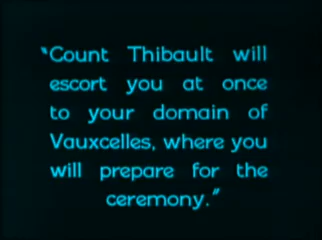 "Count Thibault will
escort you at once
to your domain of
Vauxcelles, where you
will prepare for the
ceremony."